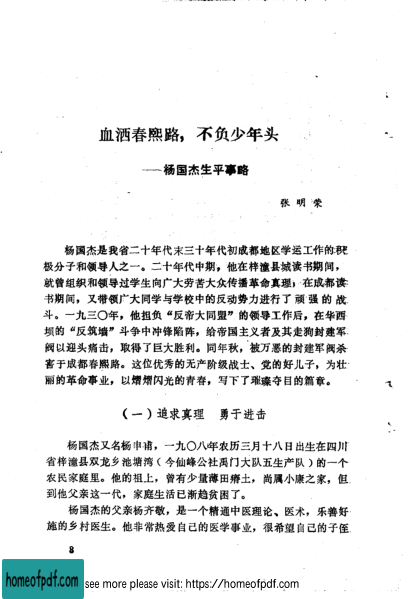 血洒春熙路，不负少年头
——杨国杰生平事略
张明荣
杨国杰是我省二十年代末三十年代初成都地区学运工作的积
极分子和领导人之一。二十年代中期，他在梓潼县城读书期间，
就曾组织和领导过学生向广大劳苦大众传播革命真理；在成都读
书期间，又带领广大同学与学校中的反动势力进行了顽强的战
斗。一九三〇年，他担负“反帝大同盟”的领导工作后，在华西
坝的“反筑墙”斗争中冲锋陷阵，给帝国主义者及其走狗封建军
阀以迎头痛击，取得了巨大胜利。同年秋，被万恶的封建军阀杀
害于成都春熙路。这位优秀的无产阶级战士、党的好儿子，为壮
丽的革命事业，以熠熠闪光的青春，写下了璀璨夺目的篇章。
（一）追求真理　勇于进击
杨国杰又名杨申甫，一九〇八年农历三月十八日出生在四川
省梓潼县双龙乡池塘湾（今仙峰公社禹门大队五生产队）的一个
农民家庭里。他的祖上，曾有少量薄田瘠土，尚属小康之家，但
到他父亲这一代，家庭生活已渐趋贫困了。
杨国杰的父亲杨齐敬，是一个精通中医理论、医术，乐善好
施的乡村医生。他非常热爱自己的医学事业，很希望自己的子侄
8
homeofpdf.com
see more please visit: https://homeofpdf.com